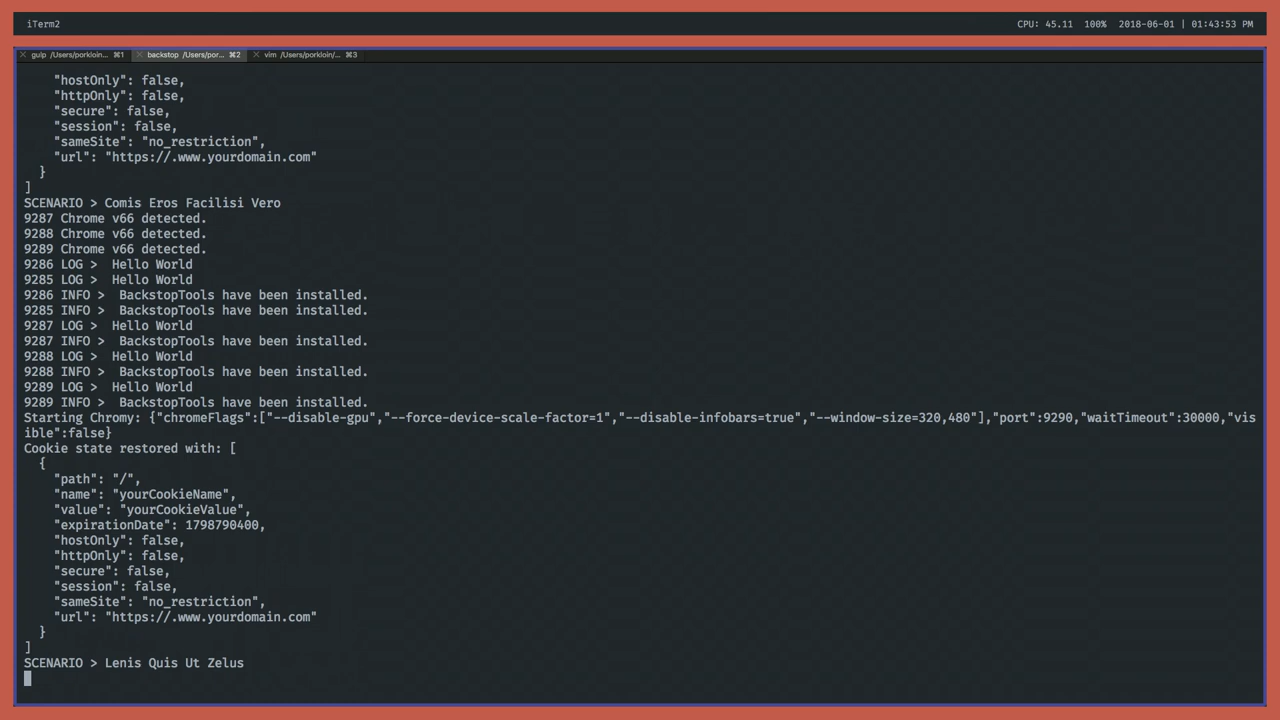 iTerm2 CPU: 45.11 100% 2018-06-01 | 01:43:53 PM
× gulp /Users/porkloin... ⌘1 × backstop /Users/por... ⌘2 × vim /Users/porkloin/... ⌘3
"hostOnly": false,
"httpOnly": false,
"secure": false,
"session": false,
"sameSite": "no_restriction",
"url": "https://.www.yourdomain.com"
}
]
SCENARIO > Comis Eros Facilisi Vero
9287 Chrome v66 detected.
9288 Chrome v66 detected.
9289 Chrome v66 detected.
9286 LOG >  Hello World
9285 LOG >  Hello World
9286 INFO >  BackstopTools have been installed.
9285 INFO >  BackstopTools have been installed.
9287 LOG >  Hello World
9287 INFO >  BackstopTools have been installed.
9288 LOG >  Hello World
9288 INFO >  BackstopTools have been installed.
9289 LOG >  Hello World
9289 INFO >  BackstopTools have been installed.
Starting Chromy: {"chromeFlags":["--disable-gpu","--force-device-scale-factor=1","--disable-infobars=true","--window-size=320,480"],"port":9290,"waitTimeout":30000,"vis
ible":false}
Cookie state restored with: [
{
"path": "/",
"name": "yourCookieName",
"value": "yourCookieValue",
"expirationDate": 1798790400,
"hostOnly": false,
"httpOnly": false,
"secure": false,
"session": false,
"sameSite": "no_restriction",
"url": "https://.www.yourdomain.com"
}
]
SCENARIO > Lenis Quis Ut Zelus